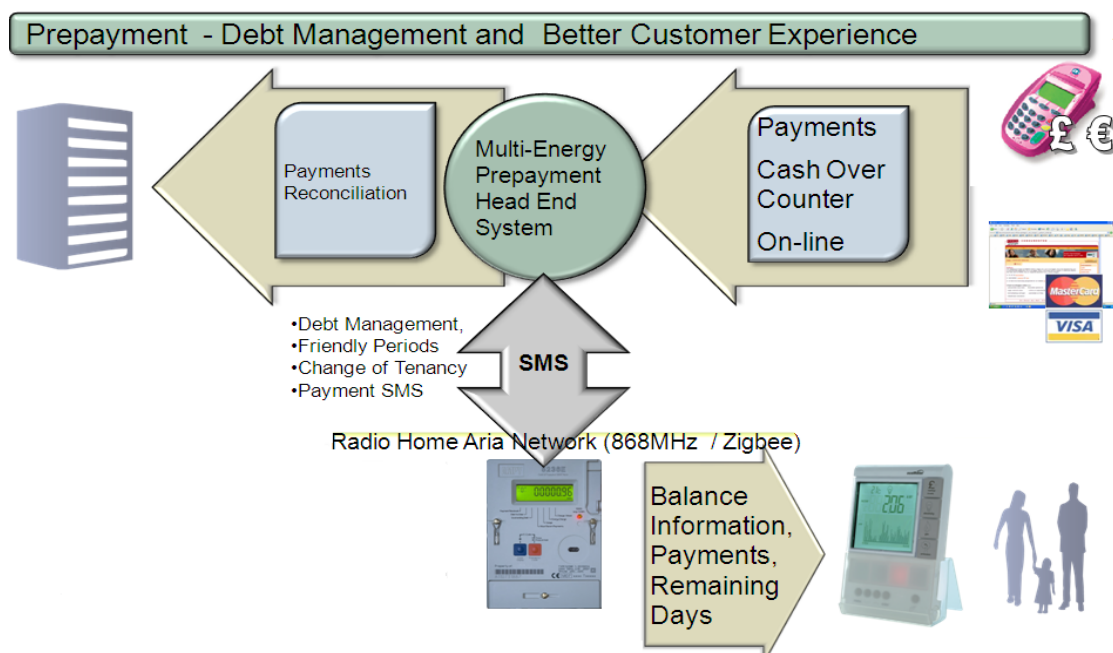 Prepayment - Debt Management and Better Customer Experience
Payments
Reconciliation
Multi-Energy
Prepayment
Head End
System
Payments
Cash Over
Counter
On-line
£ €
MasterCard
VISA
•Debt Management,
•Friendly Periods
•Change of Tenancy
•Payment SMS
SMS
Radio Home Aria Network (868MHz / Zigbee)
0000096
Balance
Information,
Payments,
Remaining
Days
£
206